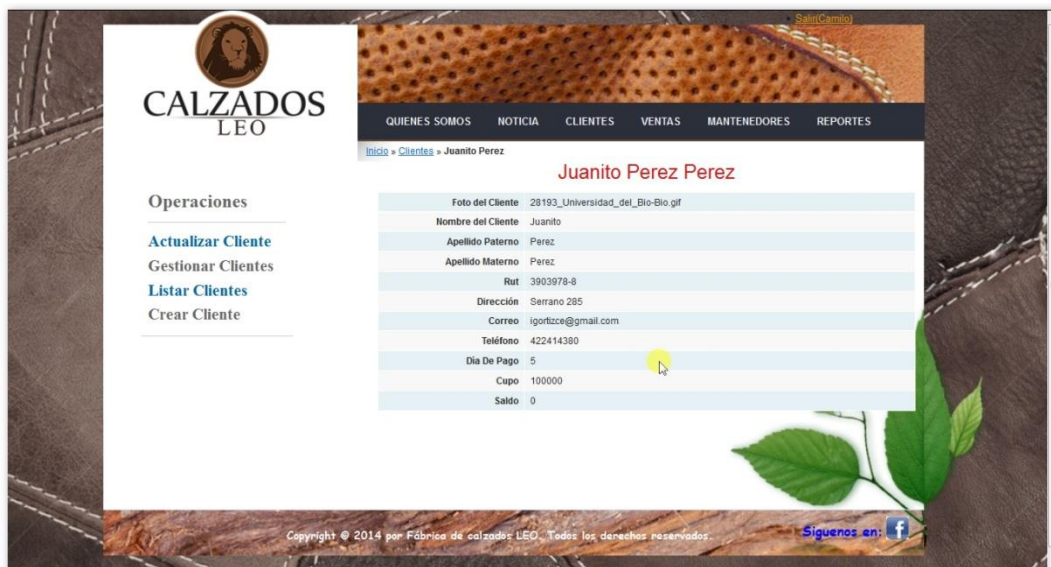 Salir(Camilo)
CALZADOS
LEO
QUIENES SOMOS NOTICIA CLIENTES VENTAS MANTENEDORES REPORTES
Inicio » Clientes » Juanito Perez
Juanito Perez Perez
Operaciones
Actualizar Cliente
Gestionar Clientes
Listar Clientes
Crear Cliente
Foto del Cliente 28193_Universidad_del_Bio-Bio.gif
Nombre del Cliente Juanito
Apellido Paterno Perez
Apellido Materno Perez
Rut 3903978-8
Dirección Serrano 285
Correo igortizce@gmail.com
Teléfono 422414380
Dia De Pago 5
Cupo 100000
Saldo 0
Copyright © 2014 por Fábrica de calzados LEO. Todos los derechos reservados.
Siguenos en: f